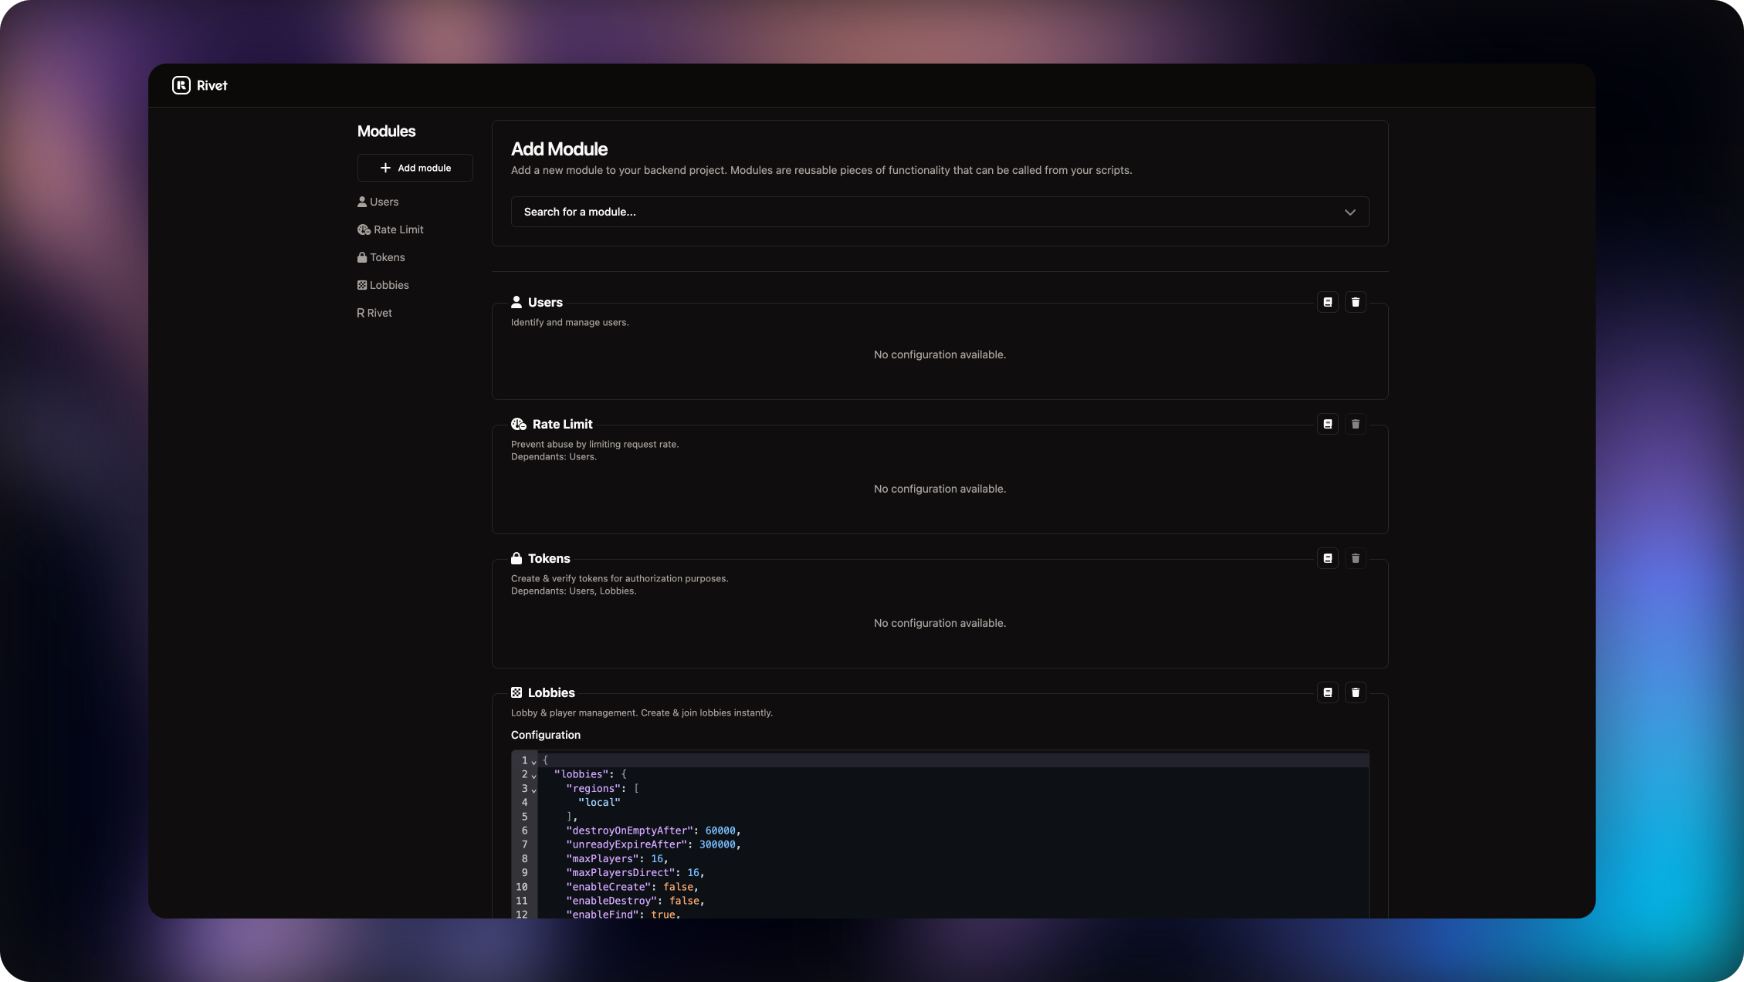 Rivet
Modules
Add module
Users
Rate Limit
Tokens
Lobbies
Rivet
Add Module
Add a new module to your backend project. Modules are reusable pieces of functionality that can be called from your scripts.
Search for a module...
Users
Identify and manage users.
No configuration available.
Rate Limit
Prevent abuse by limiting request rate.
Dependants: Users.
No configuration available.
Tokens
Create & verify tokens for authorization purposes.
Dependants: Users, Lobbies.
No configuration available.
Lobbies
Lobby & player management. Create & join lobbies instantly.
Configuration
1 {
2 "lobbies": {
3 "regions": [
4 "local"
5 ],
6 "destroyOnEmptyAfter": 60000,
7 "unreadyExpireAfter": 300000,
8 "maxPlayers": 16,
9 "maxPlayersDirect": 16,
10 "enableCreate": false,
11 "enableDestroy": false,
12 "enableFind": true,